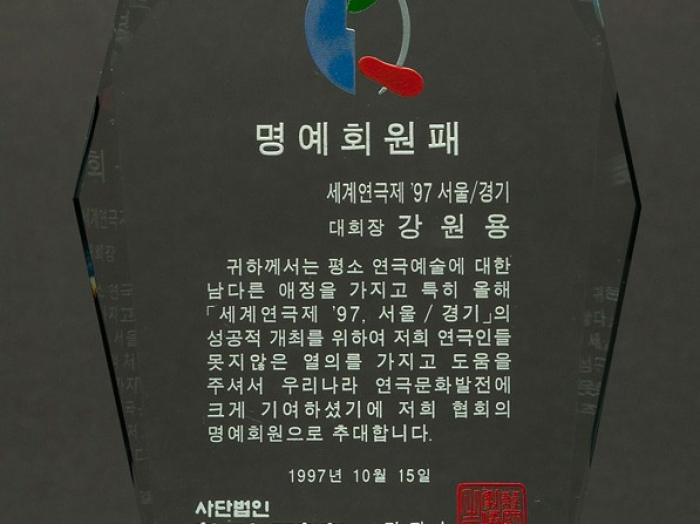 명예회원패
세계연극제 '97 서울/경기
대회장 강 원 용
귀하께서는 평소 연극예술에 대한
남다른 애정을 가지고 특히 올해
「세계연극제 '97, 서울 / 경기」의
성공적 개최를 위하여 저희 연극인들
못지않은 열의를 가지고 도움을
주셔서 우리나라 연극문화발전에
크게 기여하셨기에 저희 협회의
명예회원으로 추대합니다.
1997년 10월 15일
사단법인